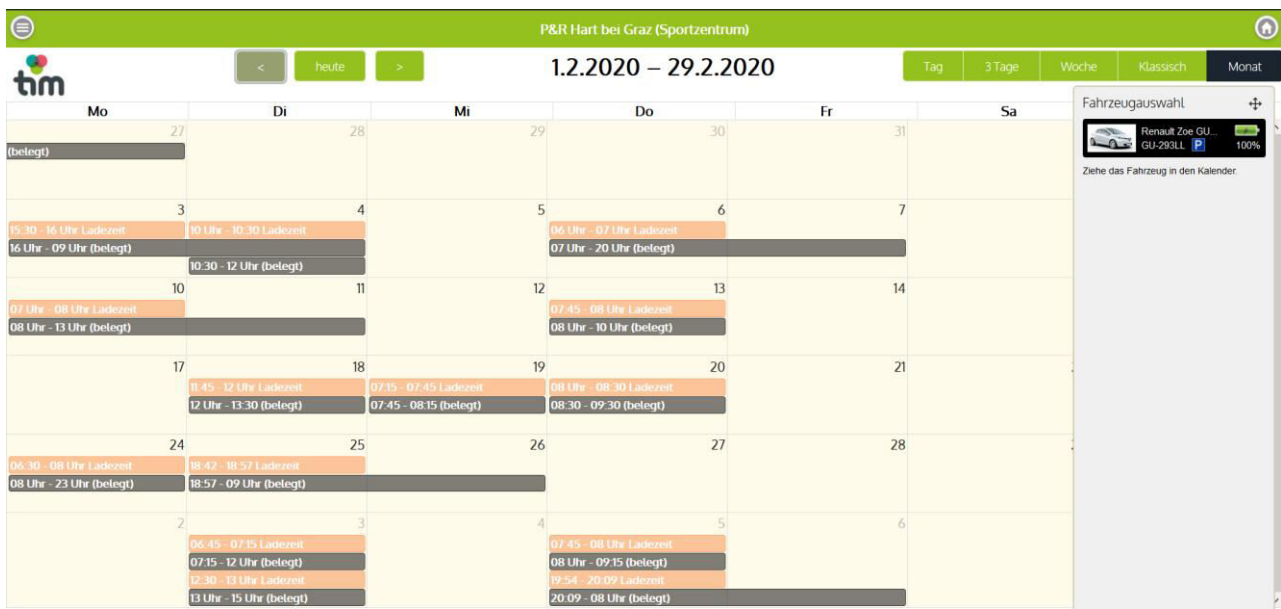 P&R Hart bei Graz (Sportzentrum)
tim
< heute > 1.2.2020 – 29.2.2020 Tag 3 Tage Woche Klassisch Monat
Mo Di Mi Do Fr Sa
Fahrzeugauswahl
Renault Zoe GU...
GU-293LL P 100%
Ziehe das Fahrzeug in den Kalender.
27 28 29 30 31
(belegt)
3 4 5 6 7
15:30 - 16 Uhr Ladezeit 10 Uhr - 10:30 Ladezeit 06 Uhr - 07 Uhr Ladezeit
16 Uhr - 09 Uhr (belegt) 07 Uhr - 20 Uhr (belegt)
10:30 - 12 Uhr (belegt)
10 11 12 13 14
07 Uhr - 08 Uhr Ladezeit 07:45 - 08 Uhr Ladezeit
08 Uhr - 13 Uhr (belegt) 08 Uhr - 10 Uhr (belegt)
17 18 19 20 21
11:45 - 12 Uhr Ladezeit 07:15 - 07:45 Ladezeit 08 Uhr - 08:30 Ladezeit
12 Uhr - 13:30 (belegt) 07:45 - 08:15 (belegt) 08:30 - 09:30 (belegt)
24 25 26 27 28
06:30 - 08 Uhr Ladezeit 18:42 - 18:57 Ladezeit
08 Uhr - 23 Uhr (belegt) 18:57 - 09 Uhr (belegt)
2 3 4 5 6
06:45 - 07:15 Ladezeit 07:45 - 08 Uhr Ladezeit
07:15 - 12 Uhr (belegt) 08 Uhr - 09:15 (belegt)
12:30 - 13 Uhr Ladezeit 19:54 - 20:09 Ladezeit
13 Uhr - 15 Uhr (belegt) 20:09 - 08 Uhr (belegt)